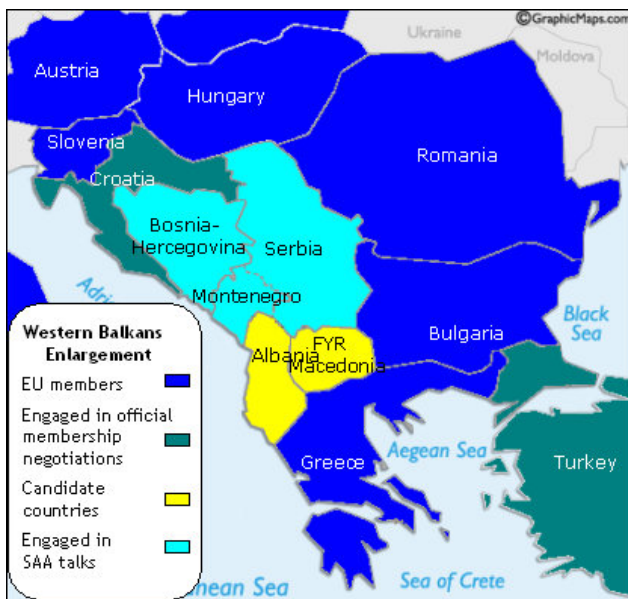 ©GraphicMaps.com
Ukraine
Moldova
Austria
Hungary
Slovenia
Romania
Croatia
Bosnia-
Hercegovina
Serbia
Montenegro
Black
Sea
Bulgaria
Albania
FYR
Macedonia
Greece
Aegean Sea
Turkey
Sea of Crete
Western Balkans
Enlargement
EU members
Engaged in official
membership
negotiations
Candidate
countries
Engaged in
SAA talks